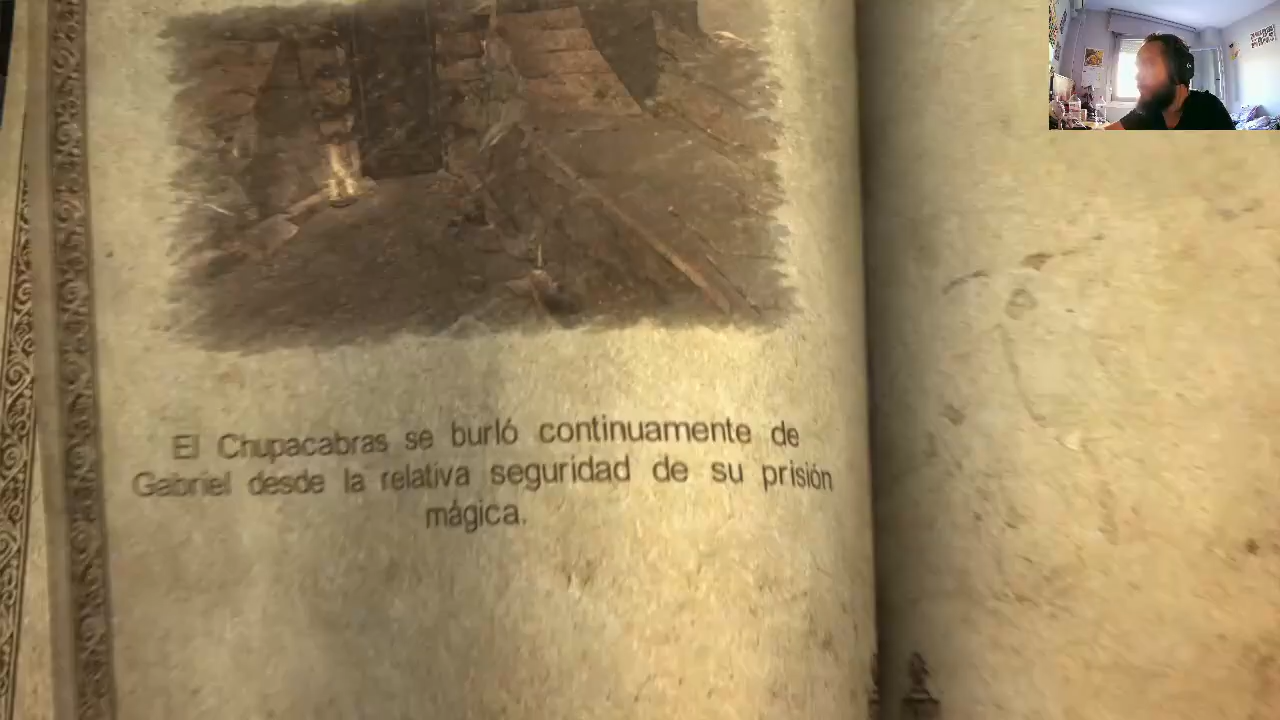 El Chupacabras se burló continuamente de
Gabriel desde la relativa seguridad de su prisión
mágica.